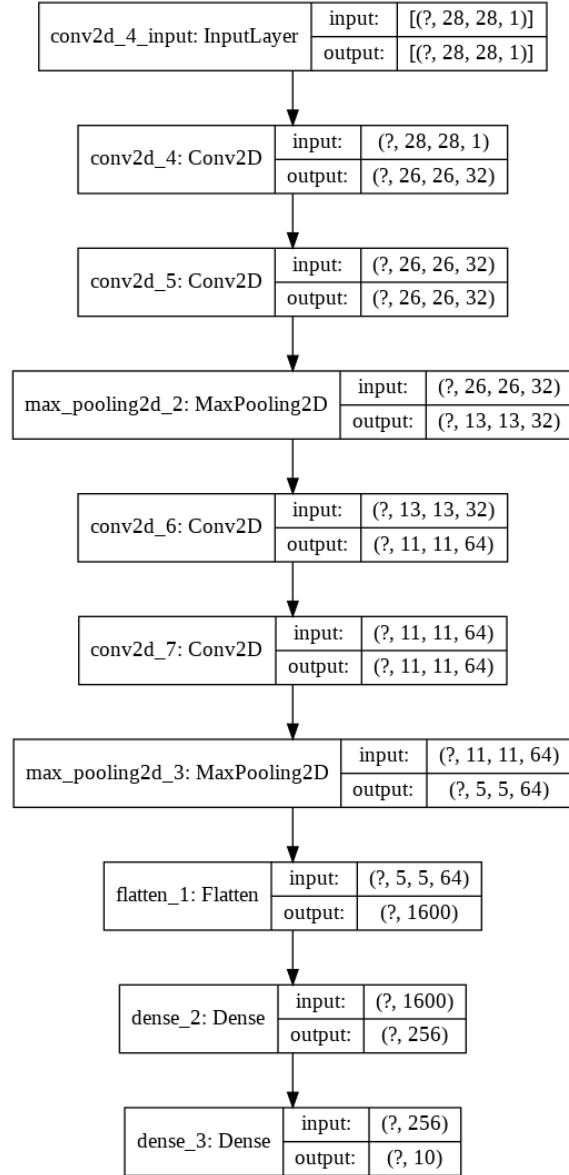 conv2d_4_input: InputLayer
input: [(?, 28, 28, 1)]
output: [(?, 28, 28, 1)]
conv2d_4: Conv2D
input: (?, 28, 28, 1)
output: (?, 26, 26, 32)
conv2d_5: Conv2D
input: (?, 26, 26, 32)
output: (?, 26, 26, 32)
max_pooling2d_2: MaxPooling2D
input: (?, 26, 26, 32)
output: (?, 13, 13, 32)
conv2d_6: Conv2D
input: (?, 13, 13, 32)
output: (?, 11, 11, 64)
conv2d_7: Conv2D
input: (?, 11, 11, 64)
output: (?, 11, 11, 64)
max_pooling2d_3: MaxPooling2D
input: (?, 11, 11, 64)
output: (?, 5, 5, 64)
flatten_1: Flatten
input: (?, 5, 5, 64)
output: (?, 1600)
dense_2: Dense
input: (?, 1600)
output: (?, 256)
dense_3: Dense
input: (?, 256)
output: (?, 10)